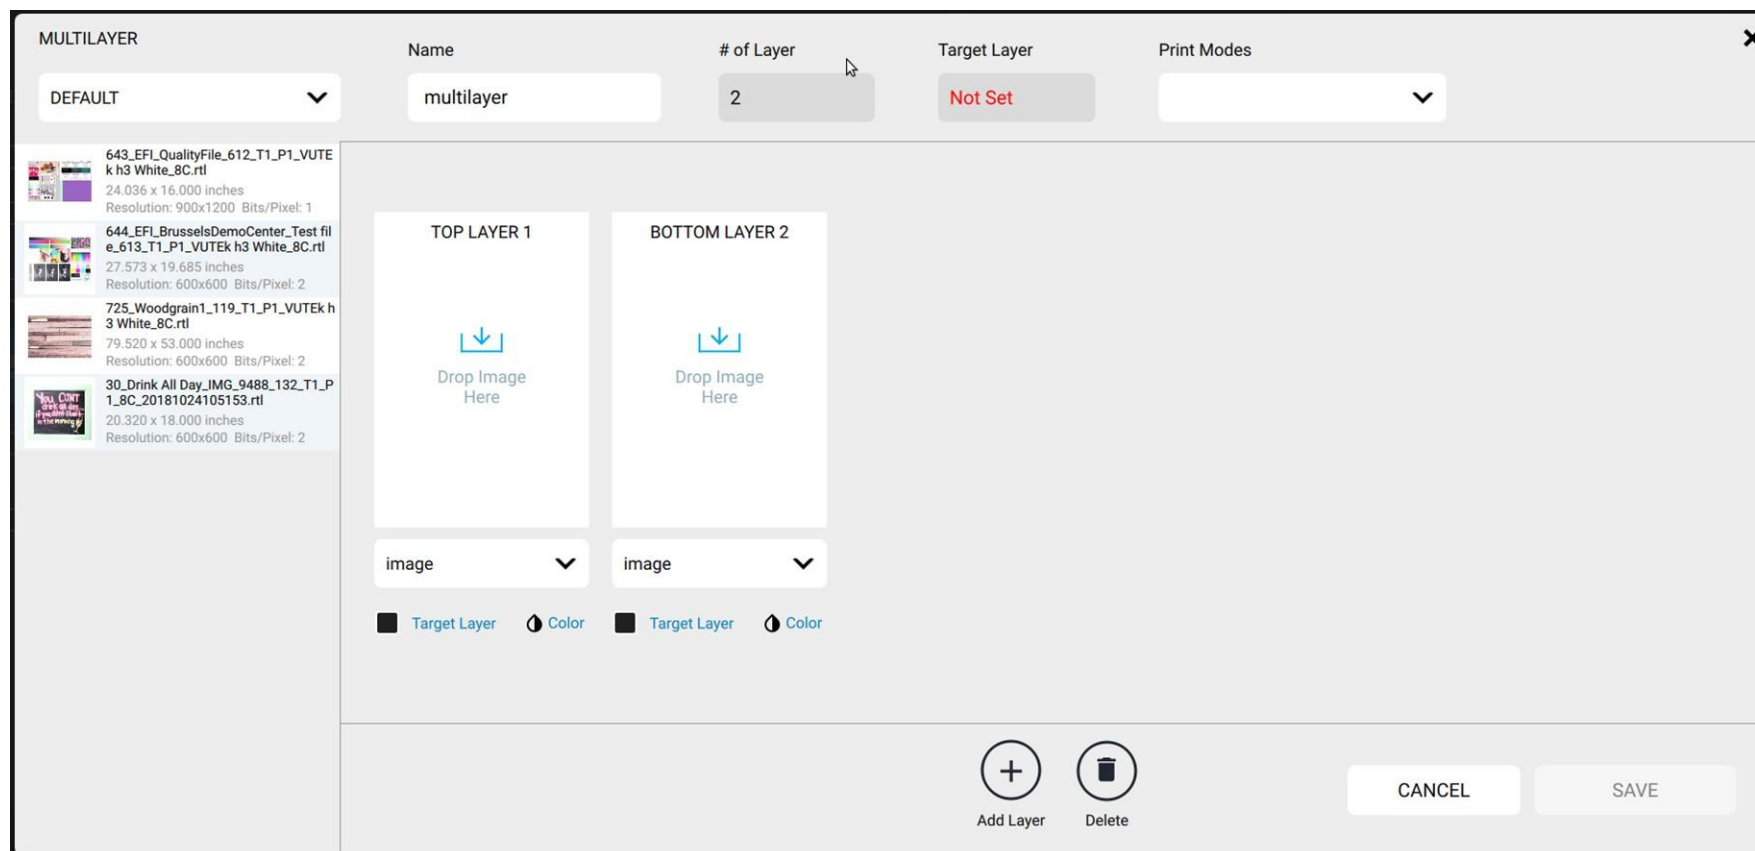 MULTILAYER
DEFAULT
Name
multilayer
# of Layer
2
Target Layer
Not Set
Print Modes
643_EFI_QualityFile_612_T1_P1_VUTE
k h3 White_8C.rtl
24.036 x 16.000 inches
Resolution: 900x1200 Bits/Pixel: 1
644_EFI_BrusselsDemoCenter_Test fil
e_613_T1_P1_VUTEk h3 White_8C.rtl
27.573 x 19.685 inches
Resolution: 600x600 Bits/Pixel: 2
725_Woodgrain1_119_T1_P1_VUTEk h
3 White_8C.rtl
79.520 x 53.000 inches
Resolution: 600x600 Bits/Pixel: 2
30_Drink All Day_IMG_9488_132_T1_P
1_8C_20181024105153.rtl
20.320 x 18.000 inches
Resolution: 600x600 Bits/Pixel: 2
TOP LAYER 1
Drop Image
Here
image
Target Layer
Color
BOTTOM LAYER 2
Drop Image
Here
image
Target Layer
Color
Add Layer
Delete
CANCEL
SAVE